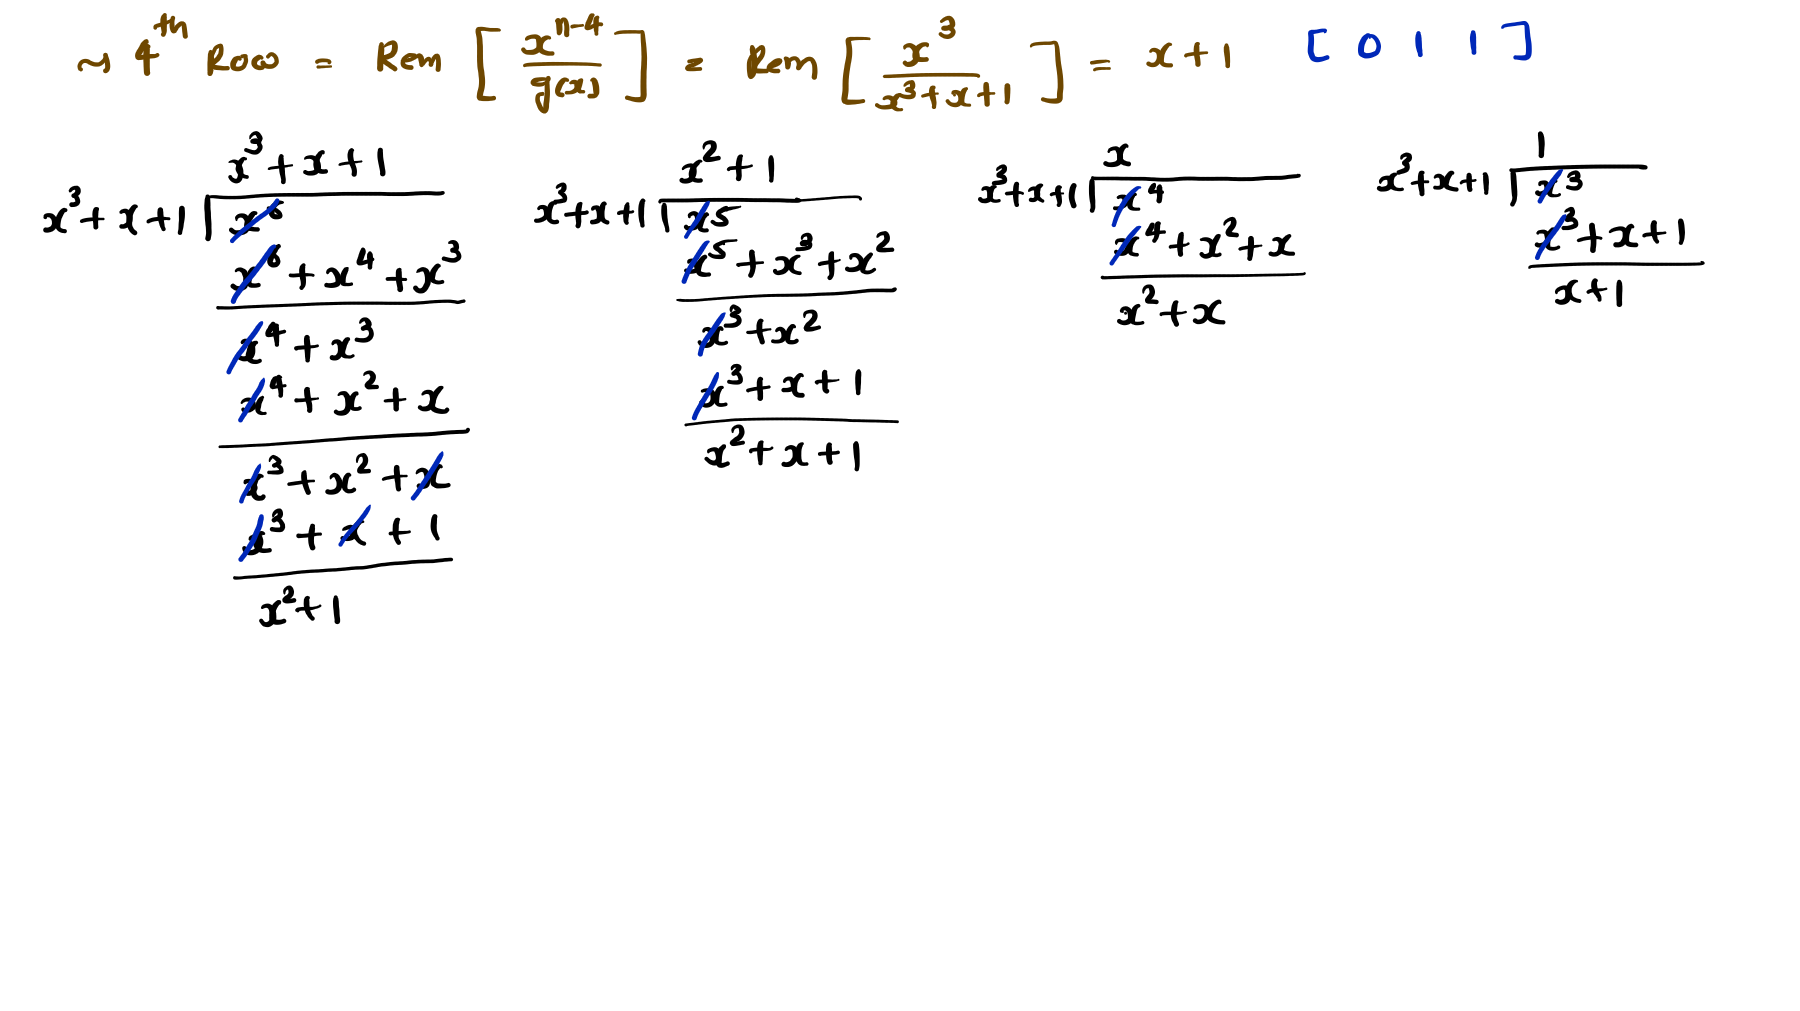 ~ 4^th Row = Rem [ x^(n-4) / g(x) ] = Rem [ x^3 / x^3+x+1 ] = x+1 [ 0 1 1 ]
x^3 + x + 1
x^3 + x + 1 | x^6
x^6 + x^4 + x^3
x^4 + x^3
x^4 + x^2 + x
x^3 + x^2 + x
x^3 + x + 1
x^2 + 1
x^2 + 1
x^3+x+1 | x^5
x^5 + x^3 + x^2
x^3 + x^2
x^3 + x + 1
x^2 + x + 1
x
x^3+x+1 | x^4
x^4 + x^2 + x
x^2 + x
1
x^3+x+1 | x^3
x^3 + x + 1
x+1